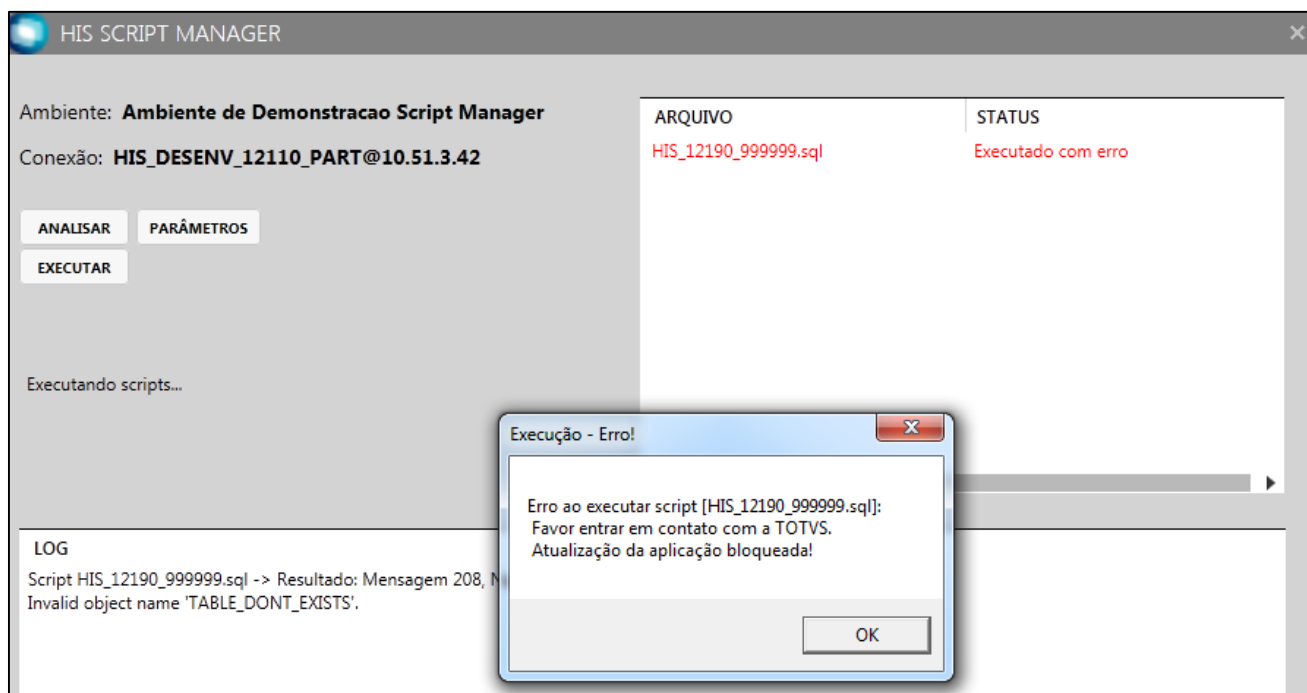 HIS SCRIPT MANAGER
Ambiente: Ambiente de Demonstracao Script Manager
Conexão: HIS_DESENV_12110_PART@10.51.3.42
ANALISAR PARÂMETROS
EXECUTAR
Executando scripts...
ARQUIVO STATUS
HIS_12190_999999.sql Executado com erro
Execução - Erro!
Erro ao executar script [HIS_12190_999999.sql]:
Favor entrar em contato com a TOTVS.
Atualização da aplicação bloqueada!
OK
LOG
Script HIS_12190_999999.sql -> Resultado: Mensagem 208,
Invalid object name 'TABLE_DONT_EXISTS'.